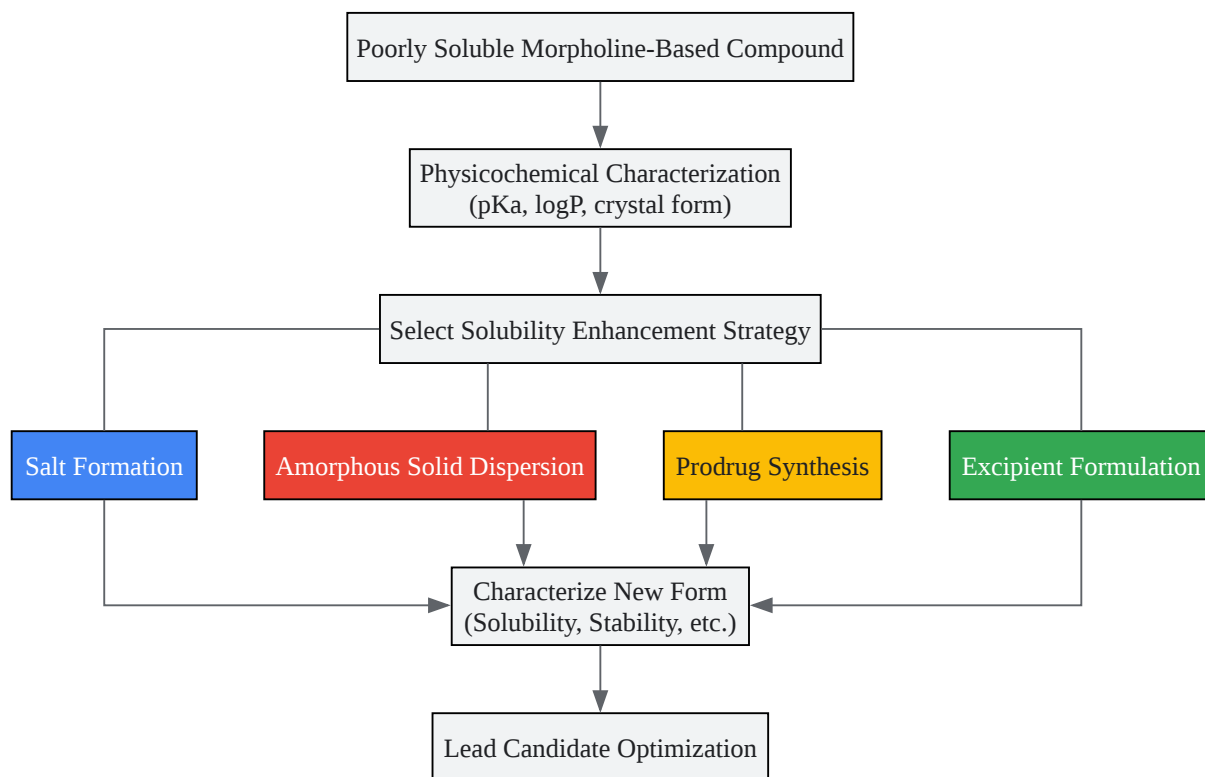 Poorly Soluble Morpholine-Based Compound
Physicochemical Characterization
(pKa, logP, crystal form)
Select Solubility Enhancement Strategy
Salt Formation
Amorphous Solid Dispersion
Prodrug Synthesis
Excipient Formulation
Characterize New Form
(Solubility, Stability, etc.)
Lead Candidate Optimization